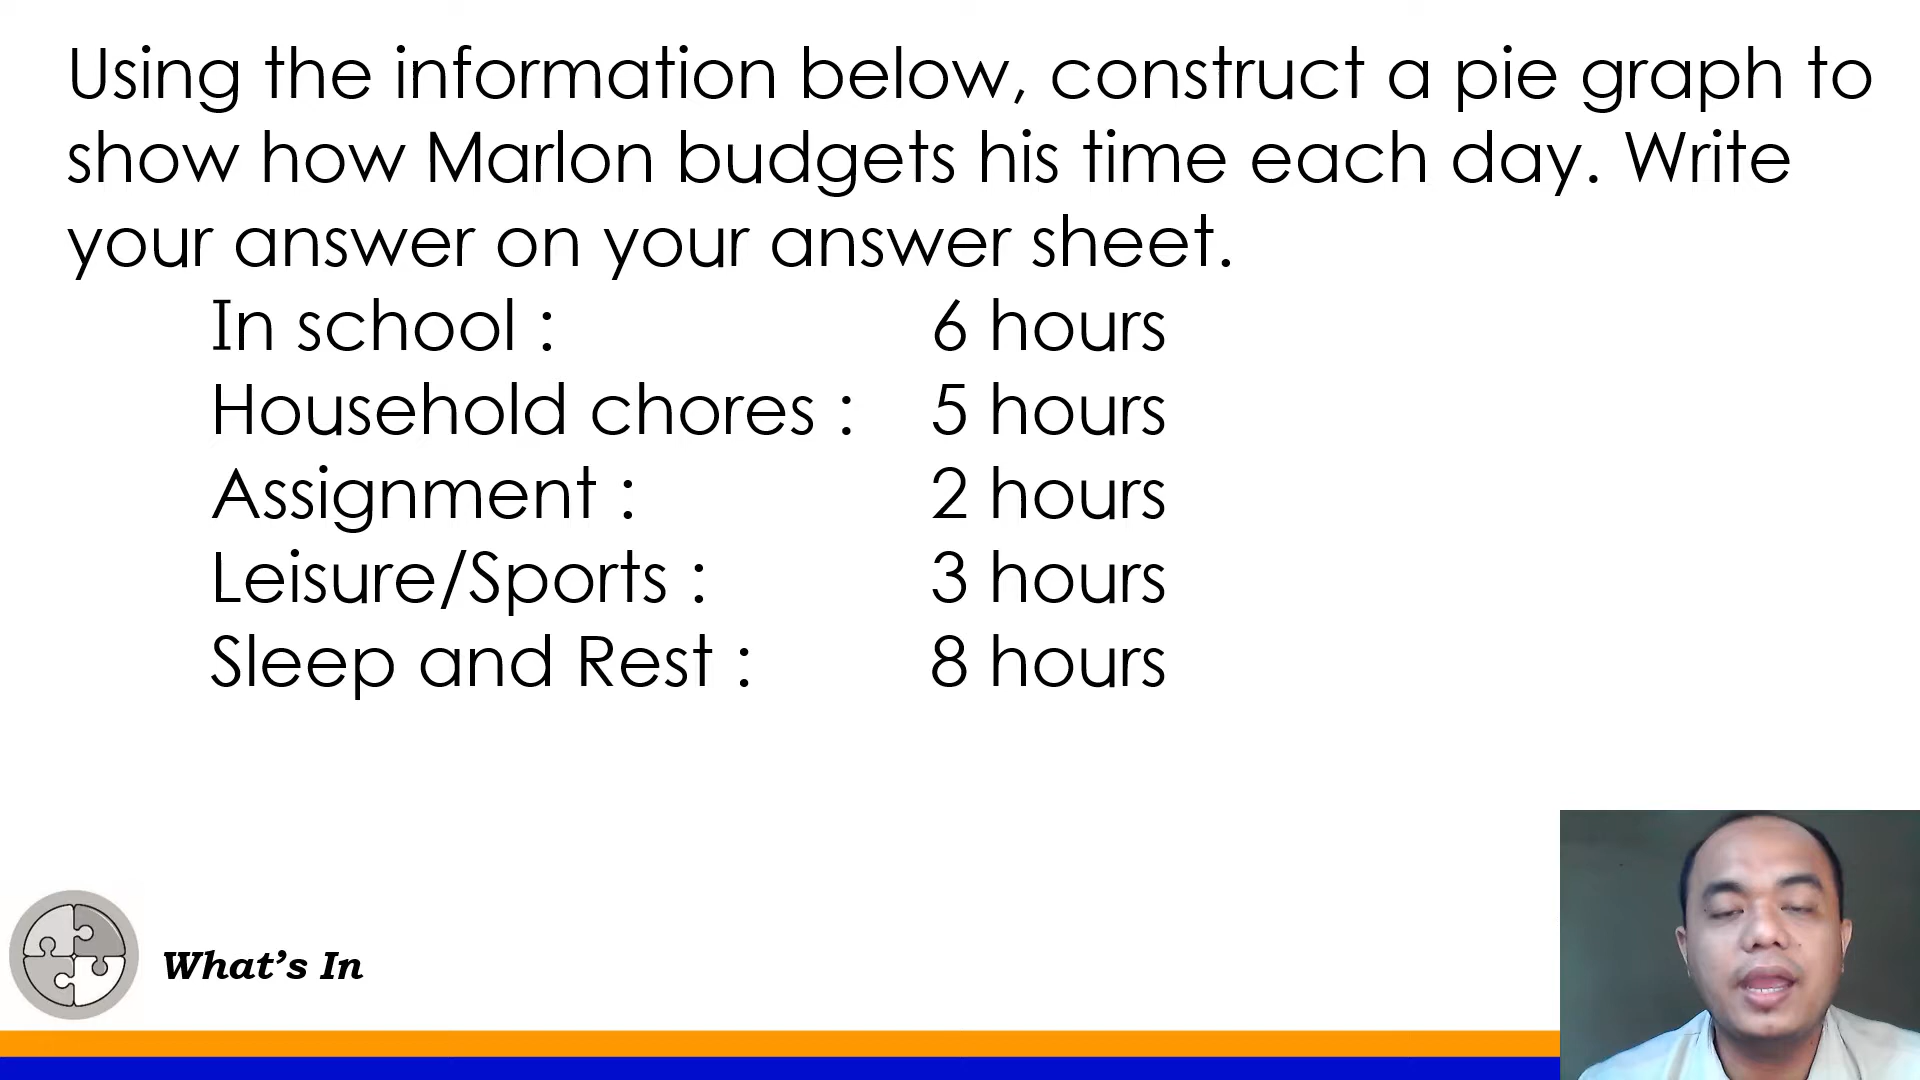 Using the information below, construct a pie graph to
show how Marlon budgets his time each day. Write
your answer on your answer sheet.
In school : 6 hours
Household chores : 5 hours
Assignment : 2 hours
Leisure/Sports : 3 hours
Sleep and Rest : 8 hours
What's In